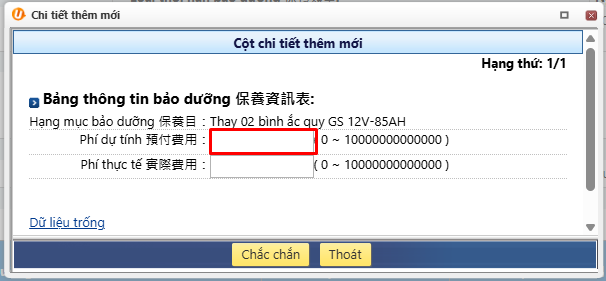 Chi tiết thêm mới
Cột chi tiết thêm mới
Hạng thứ: 1/1
Bảng thông tin bảo dưỡng 保養資訊表:
Hạng mục bảo dưỡng 保養目 : Thay 02 bình ắc quy GS 12V-85AH
Phí dự tính 預付費用 : ( 0 ~ 10000000000000 )
Phí thực tế 實際費用 : ( 0 ~ 10000000000000 )
Dữ liệu trống
Chắc chắn Thoát